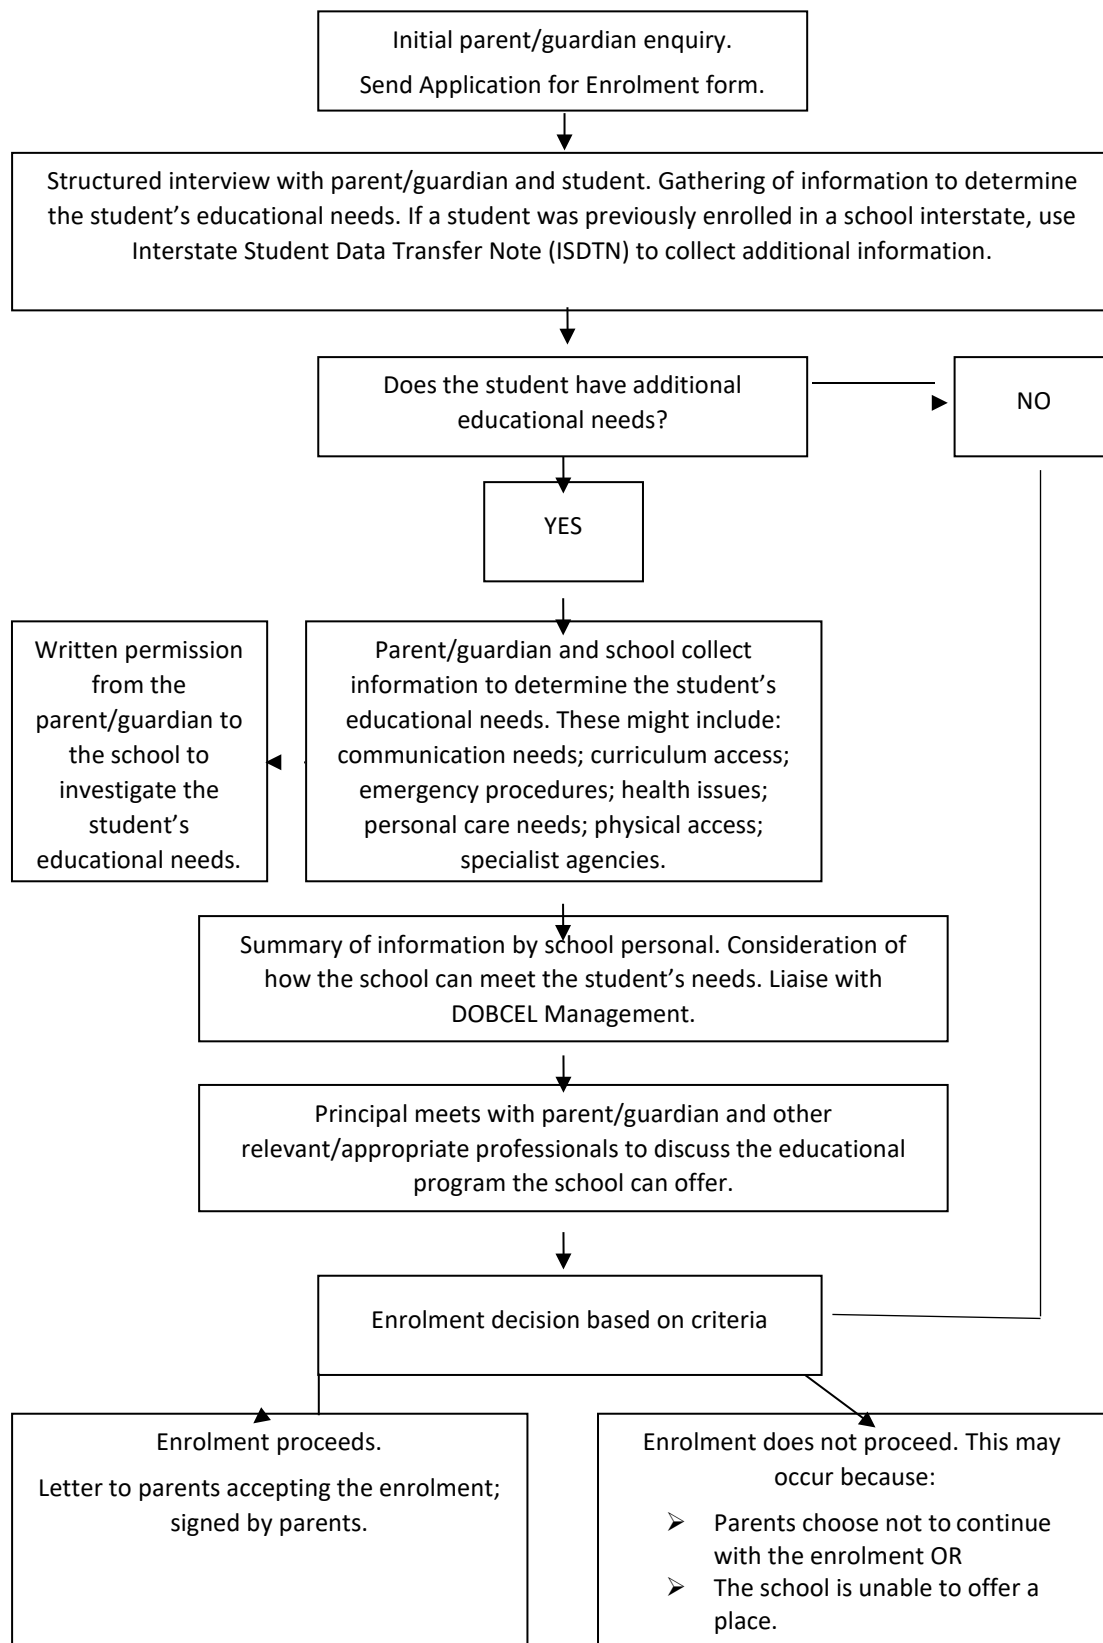 Initial parent/guardian enquiry.
Send Application for Enrolment form.
Structured interview with parent/guardian and student. Gathering of information to determine
the student’s educational needs. If a student was previously enrolled in a school interstate, use
Interstate Student Data Transfer Note (ISDTN) to collect additional information.
Does the student have additional
educational needs?
NO
YES
Written permission
from the
parent/guardian to
the school to
investigate the
student’s
educational needs.
Parent/guardian and school collect
information to determine the student’s
educational needs. These might include:
communication needs; curriculum access;
emergency procedures; health issues;
personal care needs; physical access;
specialist agencies.
Summary of information by school personal. Consideration of
how the school can meet the student’s needs. Liaise with
DOBCEL Management.
Principal meets with parent/guardian and other
relevant/appropriate professionals to discuss the educational
program the school can offer.
Enrolment decision based on criteria
Enrolment proceeds.
Letter to parents accepting the enrolment;
signed by parents.
Enrolment does not proceed. This may
occur because:
➢ Parents choose not to continue
with the enrolment OR
➢ The school is unable to offer a
place.